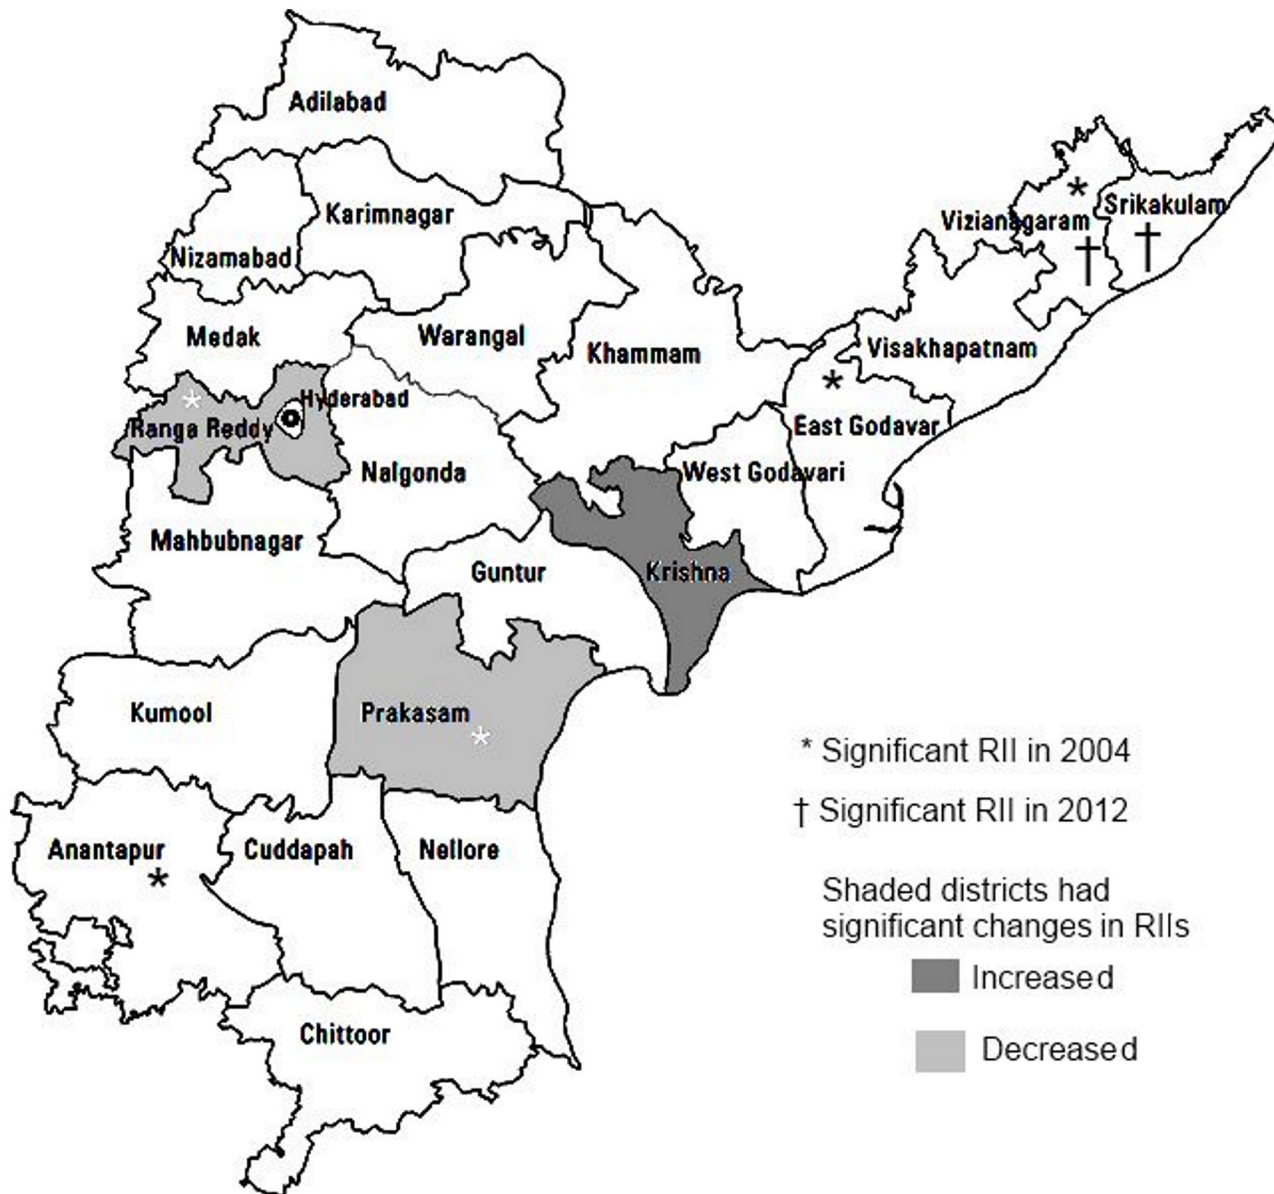 Adilabad
Karimnagar
Nizamabad
Vizianagaram
*
Srikakulam
†
†
Medak
Warangal
Khammam
Visakhapatnam
*
Hyderabad
*
Ranga Reddy
East Godavar
Nalgonda
West Godavari
Mahbubnagar
Guntur
Krishna
Kumool
Prakasam
*
* Significant RII in 2004
† Significant RII in 2012
Anantapur
*
Cuddapah
Nellore
Shaded districts had
significant changes in RIIs
Increased
Chittoor
Decreased